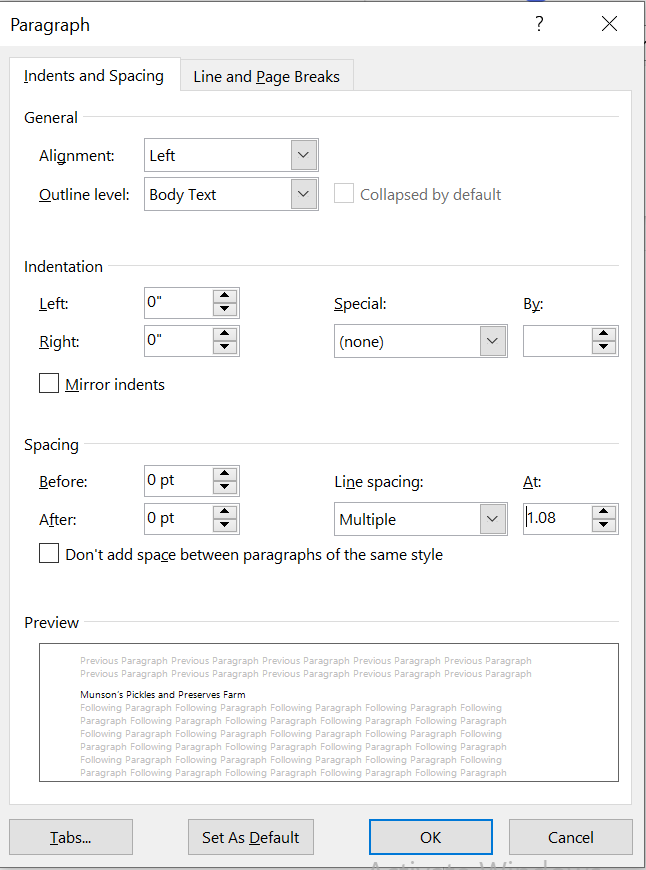 Paragraph ?
Indents and Spacing Line and Page Breaks
General
Alignment: Left
Outline level: Body Text Collapsed by default
Indentation
Left: 0" Special: By:
Right: 0" (none)
Mirror indents
Spacing
Before: 0 pt Line spacing: At:
After: 0 pt Multiple 1.08
Don't add space between paragraphs of the same style
Preview
Previous Paragraph Previous Paragraph Previous Paragraph Previous Paragraph Previous Paragraph
Previous Paragraph Previous Paragraph Previous Paragraph Previous Paragraph Previous Paragraph
Munson's Pickles and Preserves Farm
Following Paragraph Following Paragraph Following Paragraph Following Paragraph Following
Paragraph Following Paragraph Following Paragraph Following Paragraph Following Paragraph
Following Paragraph Following Paragraph Following Paragraph Following Paragraph Following
Paragraph Following Paragraph Following Paragraph Following Paragraph Following Paragraph
Following Paragraph Following Paragraph Following Paragraph Following Paragraph Following
Paragraph Following Paragraph Following Paragraph Following Paragraph Following Paragraph
Tabs... Set As Default OK Cancel